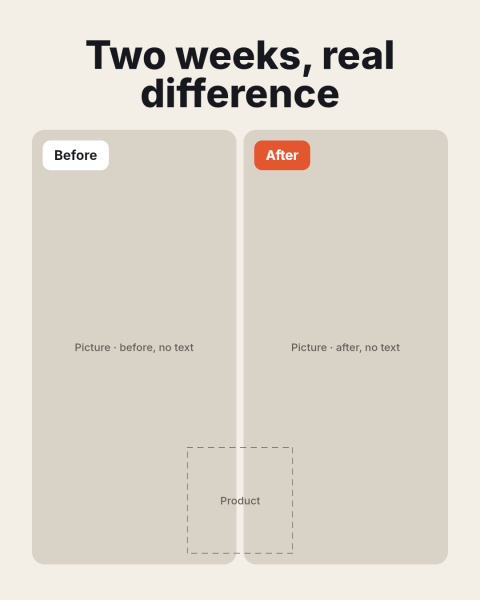 Two weeks, real
difference
Before
After
Picture · before, no text
Picture · after, no text
Product